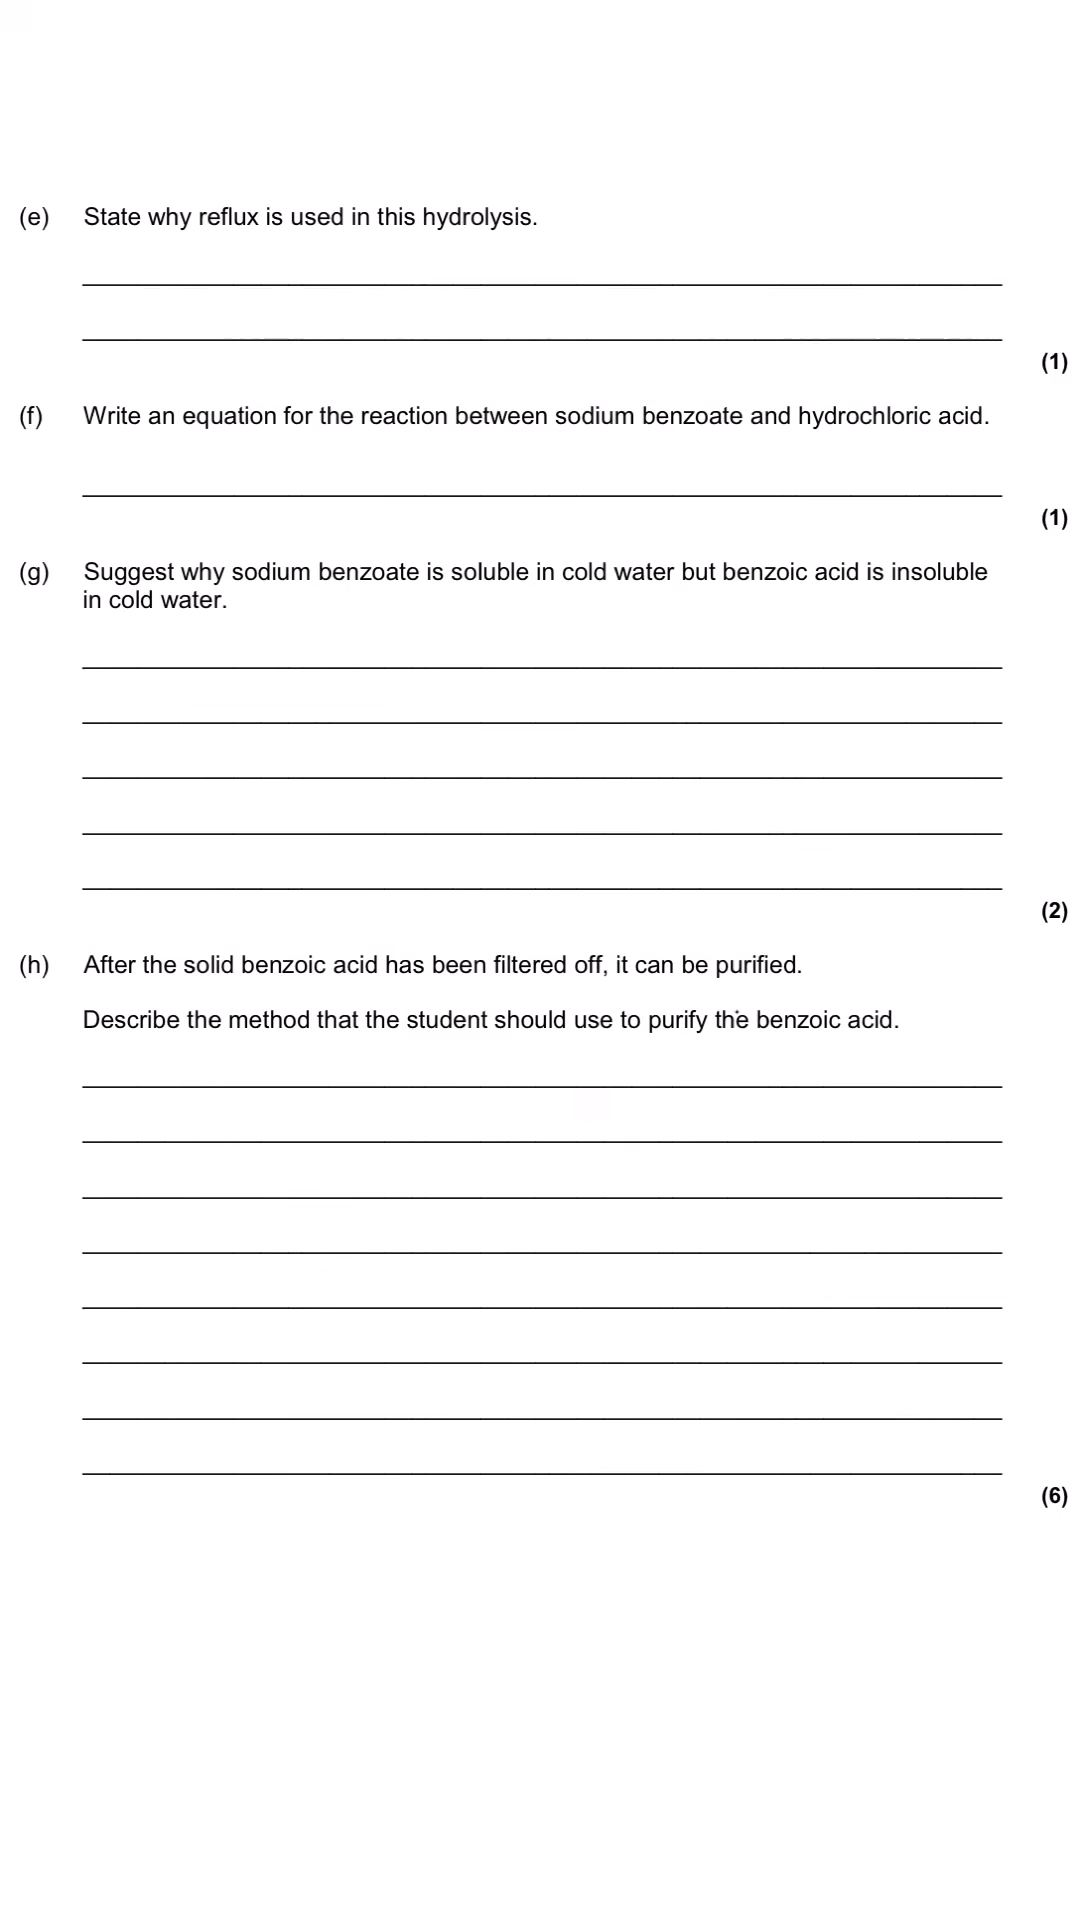 (e) State why reflux is used in this hydrolysis.
(1)
(f) Write an equation for the reaction between sodium benzoate and hydrochloric acid.
(1)
(g) Suggest why sodium benzoate is soluble in cold water but benzoic acid is insoluble
in cold water.
(2)
(h) After the solid benzoic acid has been filtered off, it can be purified.
Describe the method that the student should use to purify the benzoic acid.
(6)